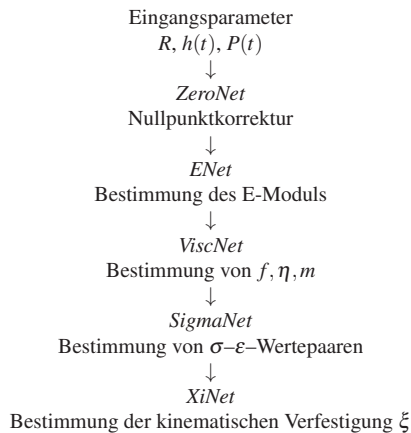 Eingangsparameter
R, h(t), P(t)
↓
ZeroNet
Nullpunktkorrektur
↓
ENet
Bestimmung des E-Moduls
↓
ViscNet
Bestimmung von f, η, m
↓
SigmaNet
Bestimmung von σ–ε–Wertepaaren
↓
XiNet
Bestimmung der kinematischen Verfestigung ξ